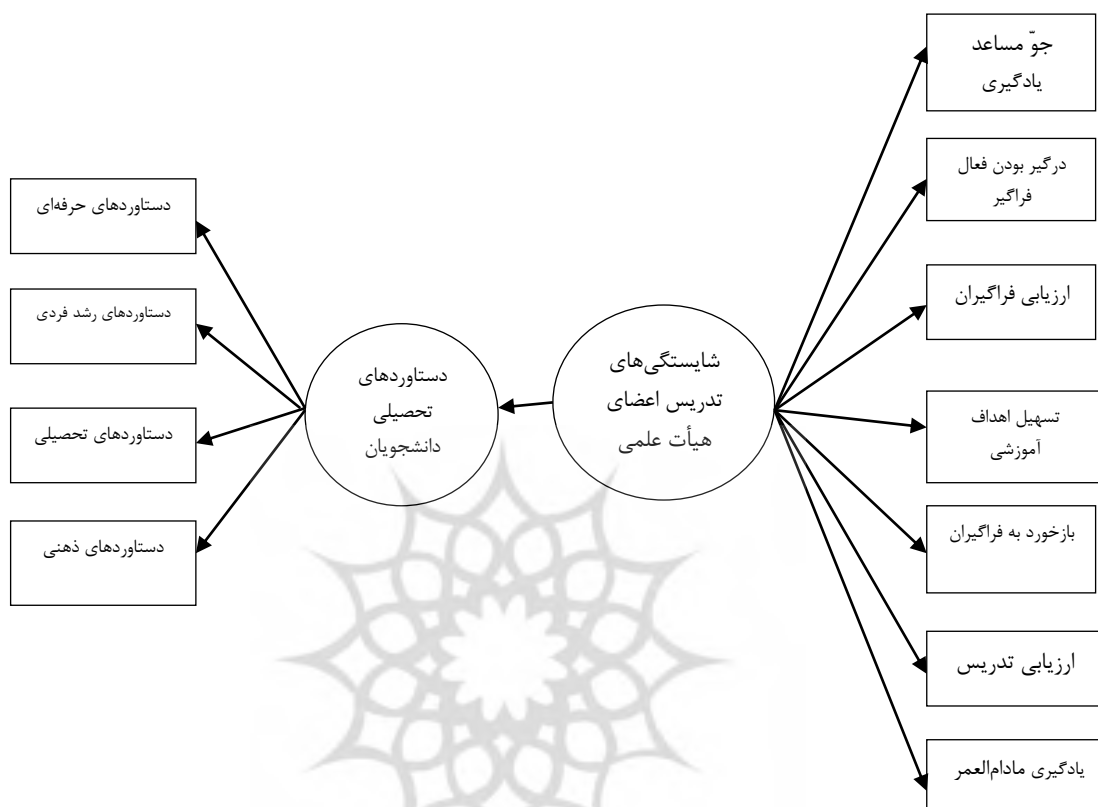 جوّ مساعد
یادگیری
درگیر بودن فعال
فراگیر
ارزیابی فراگیران
تسهیل اهداف
آموزشی
بازخورد به فراگیران
ارزیابی تدریس
یادگیری مادام‌العمر
شایستگی‌های
تدریس اعضای
هیأت علمی
دستاوردهای
تحصیلی
دانشجویان
دستاوردهای حرفه‌ای
دستاوردهای رشد فردی
دستاوردهای تحصیلی
دستاوردهای ذهنی